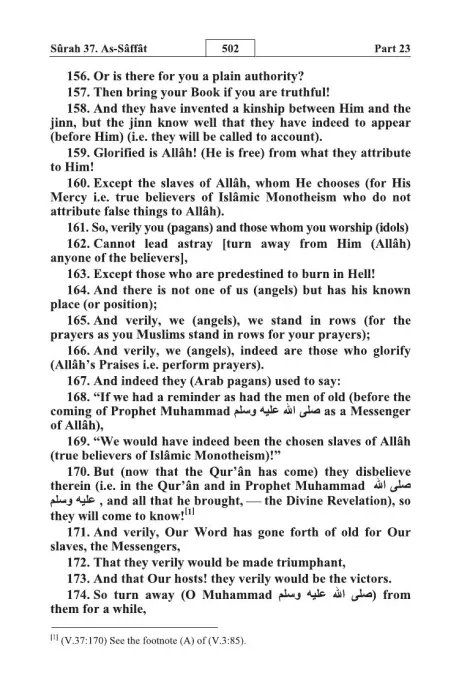 Sûrah 37. As-Sâffât 502 Part 23
156. Or is there for you a plain authority?
157. Then bring your Book if you are truthful!
158. And they have invented a kinship between Him and the
jinn, but the jinn know well that they have indeed to appear
(before Him) (i.e. they will be called to account).
159. Glorified is Allâh! (He is free) from what they attribute
to Him!
160. Except the slaves of Allâh, whom He chooses (for His
Mercy i.e. true believers of Islâmic Monotheism who do not
attribute false things to Allâh).
161. So, verily you (pagans) and those whom you worship (idols)
162. Cannot lead astray [turn away from Him (Allâh)
anyone of the believers],
163. Except those who are predestined to burn in Hell!
164. And there is not one of us (angels) but has his known
place (or position);
165. And verily, we (angels), we stand in rows (for the
prayers as you Muslims stand in rows for your prayers);
166. And verily, we (angels), indeed are those who glorify
(Allâh's Praises i.e. perform prayers).
167. And indeed they (Arab pagans) used to say:
168. “If we had a reminder as had the men of old (before the
coming of Prophet Muhammad صلى الله عليه وسلم as a Messenger
of Allâh),
169. “We would have indeed been the chosen slaves of Allâh
(true believers of Islâmic Monotheism)!”
170. But (now that the Qur’ân has come) they disbelieve
therein (i.e. in the Qur’ân and in Prophet Muhammad صلى الله
عليه وسلم , and all that he brought, — the Divine Revelation), so
they will come to know![1]
171. And verily, Our Word has gone forth of old for Our
slaves, the Messengers,
172. That they verily would be made triumphant,
173. And that Our hosts! they verily would be the victors.
174. So turn away (O Muhammad صلى الله عليه وسلم) from
them for a while,
[1] (V.37:170) See the footnote (A) of (V.3:85).